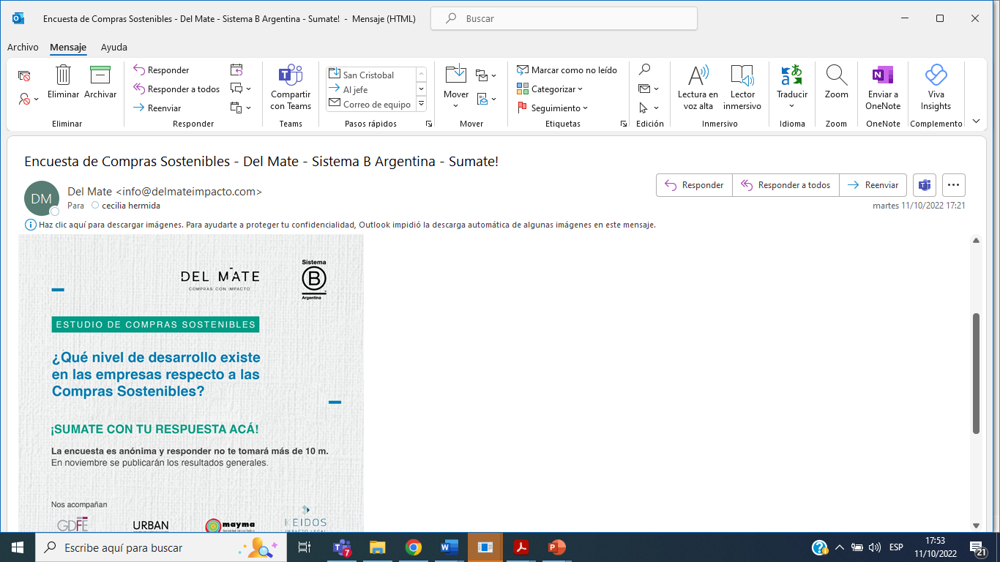 Encuesta de Compras Sostenibles - Del Mate - Sistema B Argentina - Sumate! - Mensaje (HTML)
Buscar
Archivo Mensaje Ayuda
Eliminar Archivar
Eliminar
Responder
Responder a todos
Reenviar
Responder
Compartir con Teams
Teams
San Cristobal
Al jefe
Correo de equipo
Pasos rápidos
Mover
Mover
Marcar como no leído
Categorizar
Seguimiento
Etiquetas
Edición
Lectura en voz alta
Lector inmersivo
Inmersivo
Traducir
Idioma
Zoom
Zoom
Enviar a OneNote
OneNote
Viva Insights
Complemento
Encuesta de Compras Sostenibles - Del Mate - Sistema B Argentina - Sumate!
DM
Del Mate <info@delmateimpacto.com>
Para cecilia hermida
Responder Responder a todos Reenviar
martes 11/10/2022 17:21
Haz clic aquí para descargar imágenes. Para ayudarte a proteger tu confidencialidad, Outlook impidió la descarga automática de algunas imágenes en este mensaje.
DEL MATE
COMPRAS CON IMPACTO
Sistema
B
Argentina
ESTUDIO DE COMPRAS SOSTENIBLES
¿Qué nivel de desarrollo existe
en las empresas respecto a las
Compras Sostenibles?
¡SUMATE CON TU RESPUESTA ACÁ!
La encuesta es anónima y responder no te tomará más de 10 m.
En noviembre se publicarán los resultados generales.
Nos acompañan
GDFE URBAN mayma KEIDOS
Escribe aquí para buscar
7
ESP
17:53
11/10/2022
21